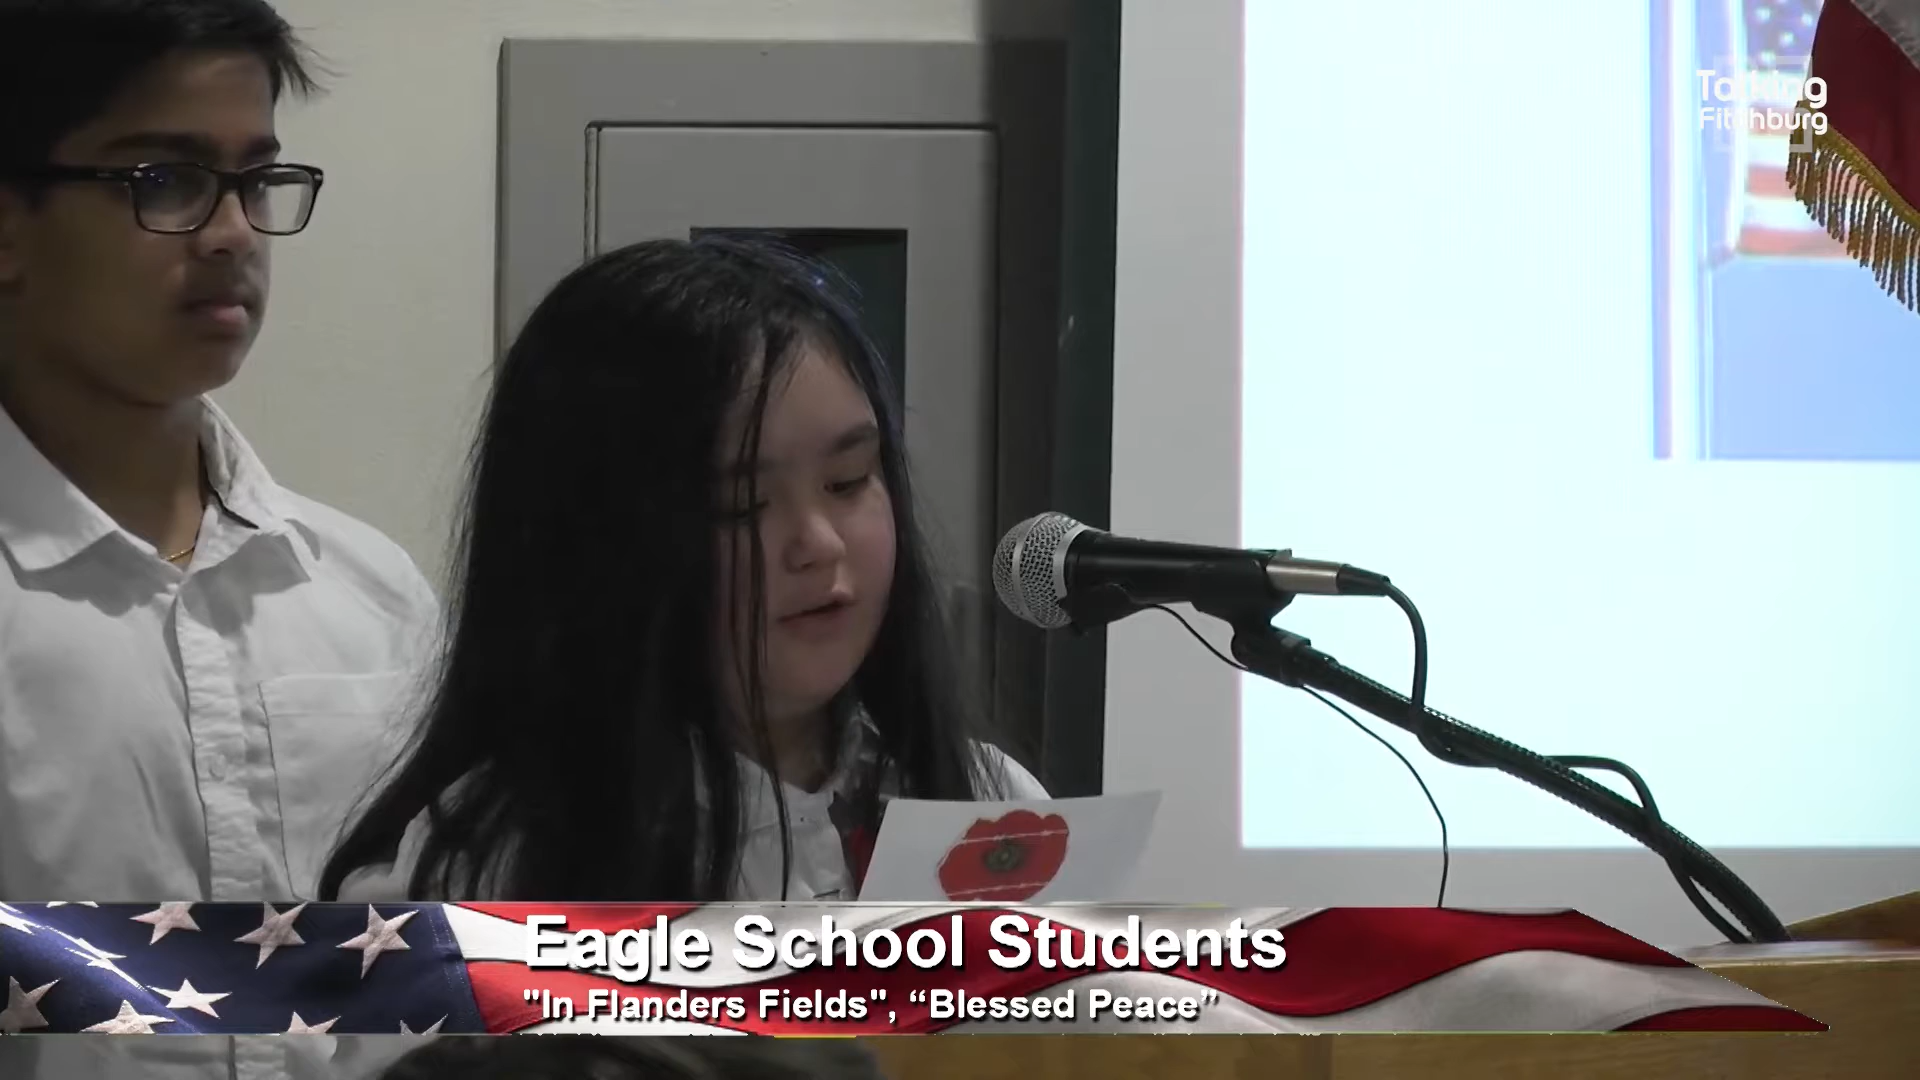 Talking
Fitchburg
Eagle School Students
"In Flanders Fields", “Blessed Peace”